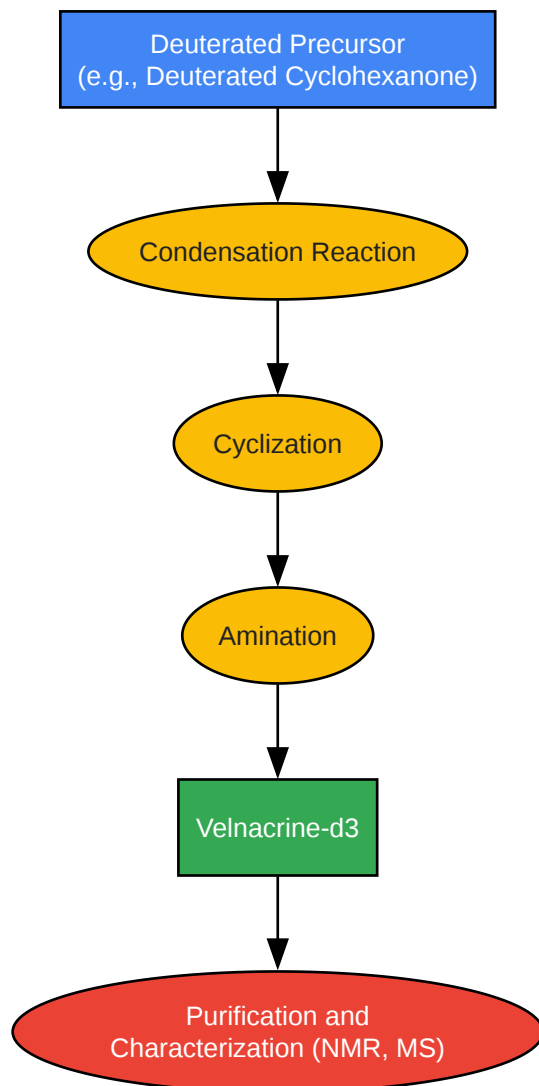 Deuterated Precursor
(e.g., Deuterated Cyclohexanone)
Condensation Reaction
Cyclization
Amination
Velnacrine-d3
Purification and
Characterization (NMR, MS)